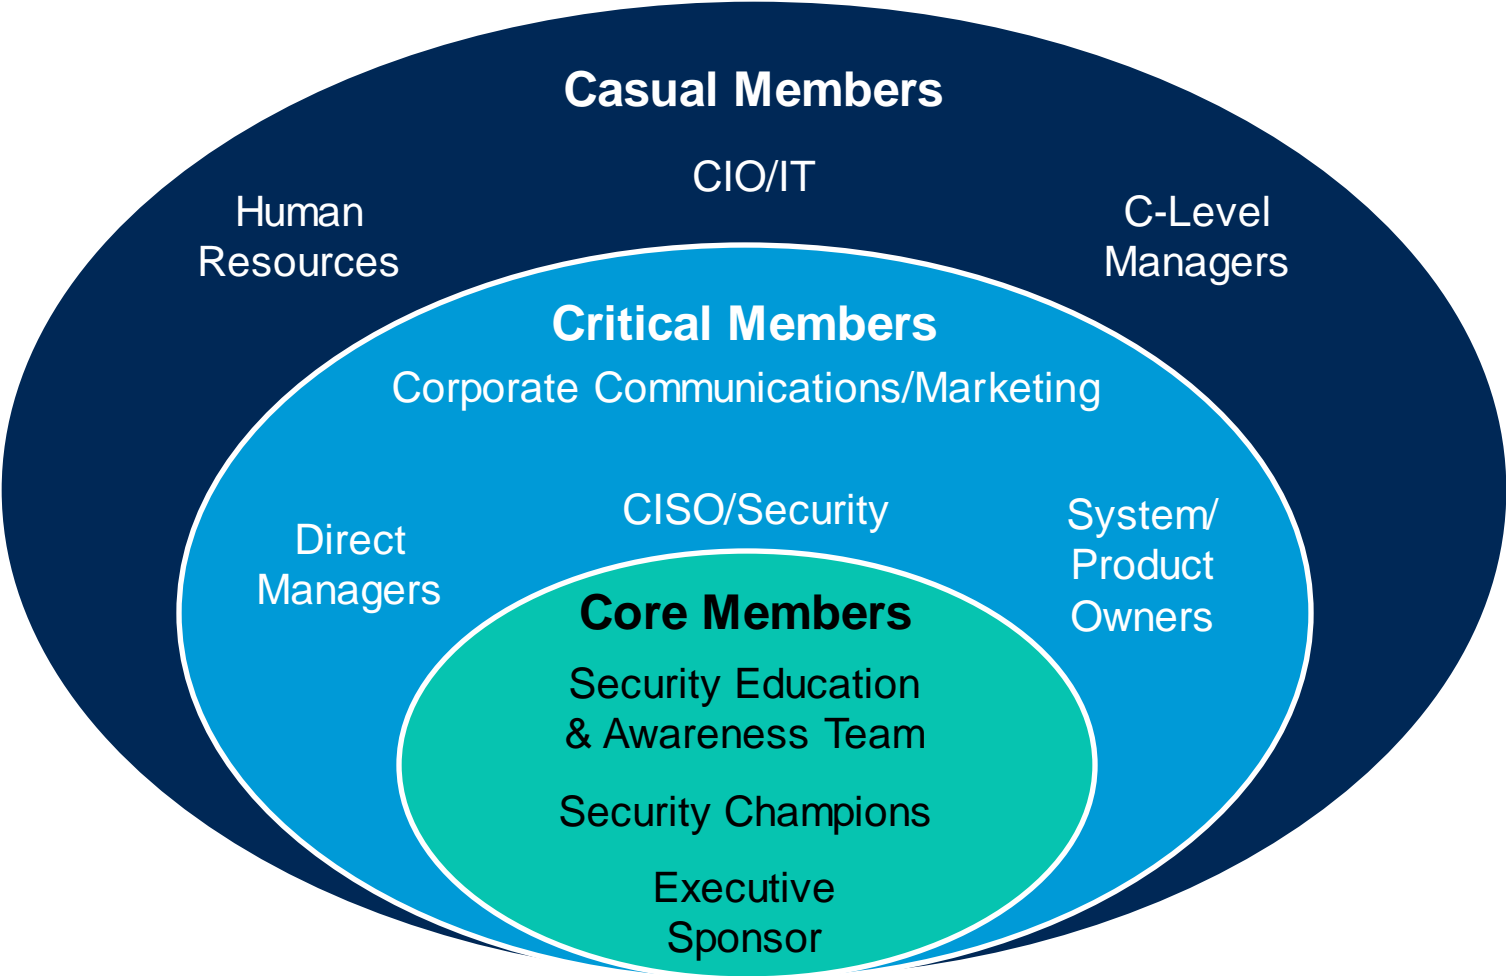 Casual Members
CIO/IT
Human
Resources
C-Level
Managers
Critical Members
Corporate Communications/Marketing
CISO/Security
Direct
Managers
System/
Product
Owners
Core Members
Security Education
& Awareness Team
Security Champions
Executive
Sponsor